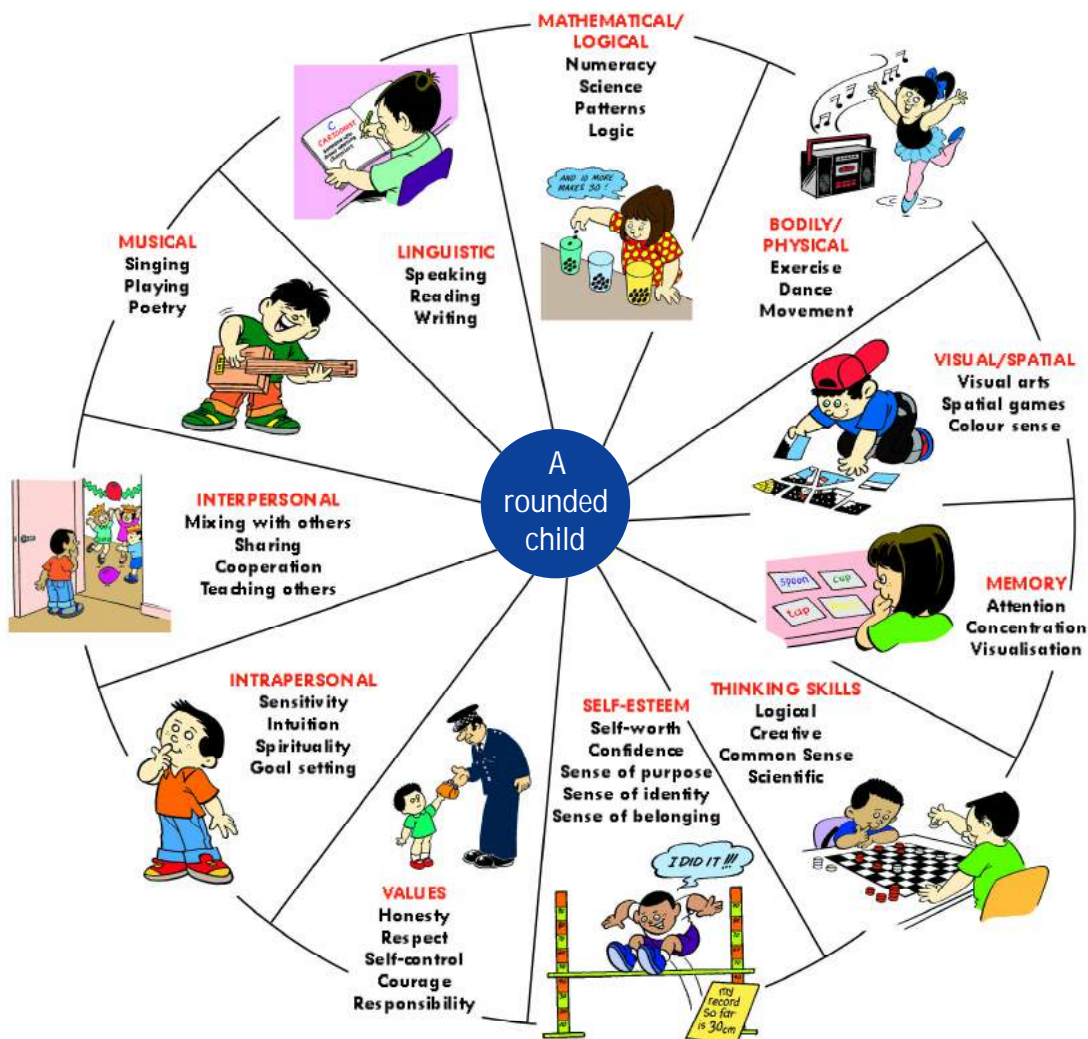 MATHEMATICAL/
LOGICAL
Numeracy
Science
Patterns
Logic
AND 10 MORE
MAKES 30 !
BODILY/
PHYSICAL
Exercise
Dance
Movement
VISUAL/SPATIAL
Visual arts
Spatial games
Colour sense
MEMORY
Attention
Concentration
Visualisation
spoon
cup
tap
THINKING SKILLS
Logical
Creative
Common Sense
Scientific
SELF-ESTEEM
Self-worth
Confidence
Sense of purpose
Sense of identity
Sense of belonging
I DID IT !!!
my
record
So far
is 30cm
VALUES
Honesty
Respect
Self-control
Courage
Responsibility
INTRAPERSONAL
Sensitivity
Intuition
Spirituality
Goal setting
INTERPERSONAL
Mixing with others
Sharing
Cooperation
Teaching others
MUSICAL
Singing
Playing
Poetry
LINGUISTIC
Speaking
Reading
Writing
C
CARTOONIST
characters
A
rounded
child